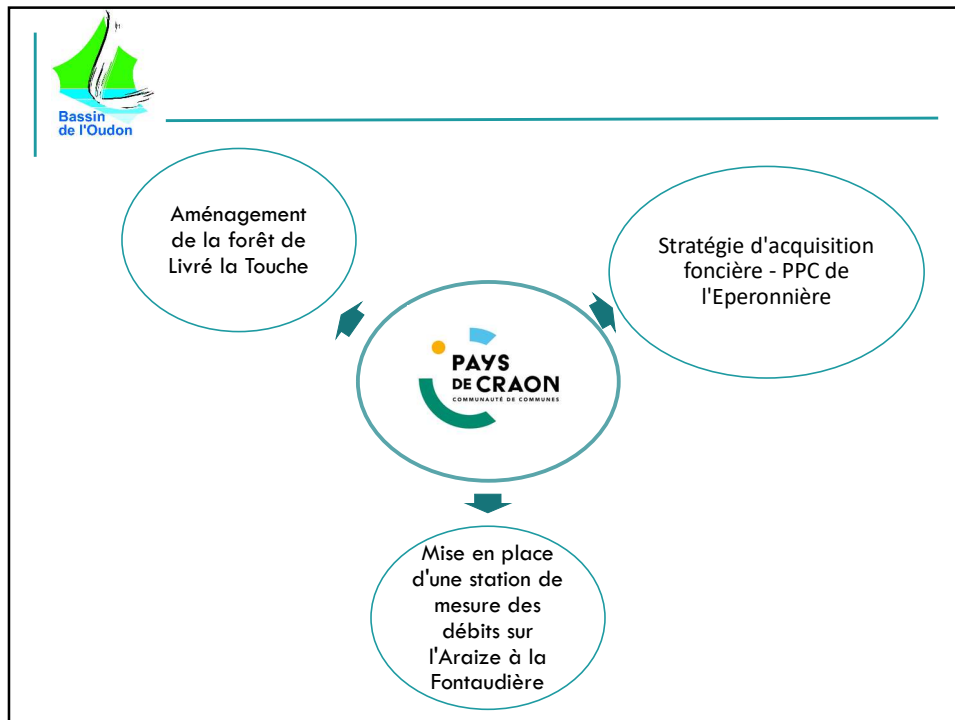 Bassin
de l'Oudon
Aménagement
de la forêt de
Livré la Touche
Stratégie d'acquisition
foncière - PPC de
l'Eperonnière
PAYS
DE CRAON
COMMUNAUTÉ DE COMMUNES
Mise en place
d'une station de
mesure des
débits sur
l'Araize à la
Fontaudière